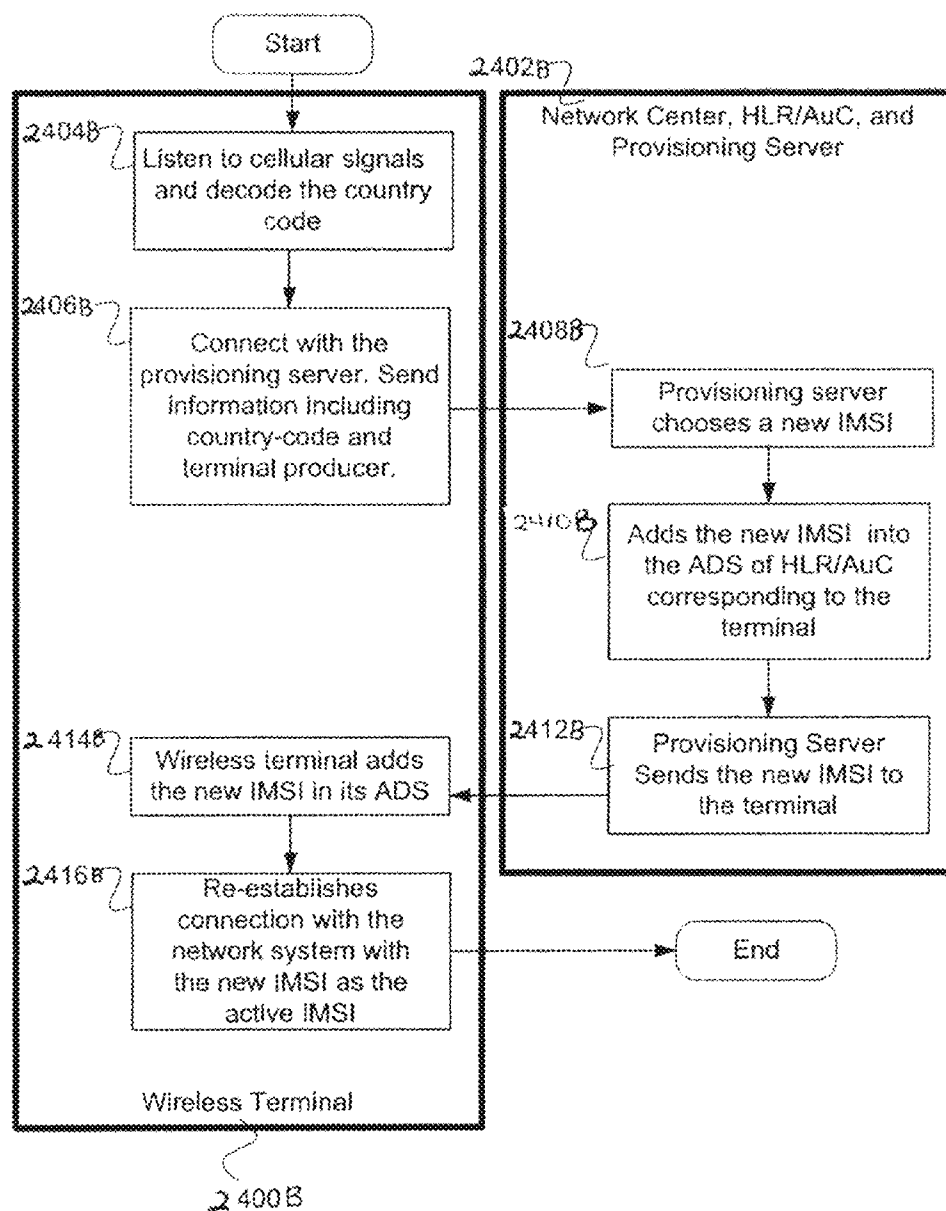 Start
2402B
Network Center, HLR/AuC, and
Provisioning Server
2404B
Listen to cellular signals
and decode the country
code
2406B
Connect with the
provisioning server. Send
information including
country-code and
terminal producer.
2408B
Provisioning server
chooses a new IMSI
2410B
Adds the new IMSI into
the ADS of HLR/AuC
corresponding to the
terminal
2412B
Provisioning Server
Sends the new IMSI to
the terminal
2414B
Wireless terminal adds
the new IMSI in its ADS
2416B
Re-establishes
connection with the
network system with
the new IMSI as the
active IMSI
End
Wireless Terminal
2400B